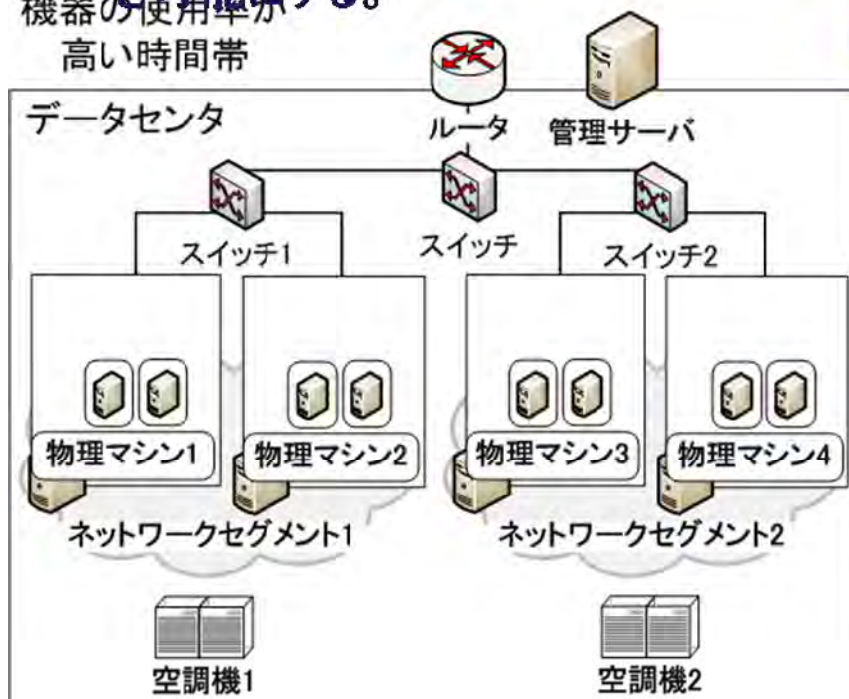 機器の使用率が
高い時間帯
データセンタ
ルータ
管理サーバ
スイッチ1
スイッチ
スイッチ2
物理マシン1
物理マシン2
物理マシン3
物理マシン4
ネットワークセグメント1
ネットワークセグメント2
空調機1
空調機2